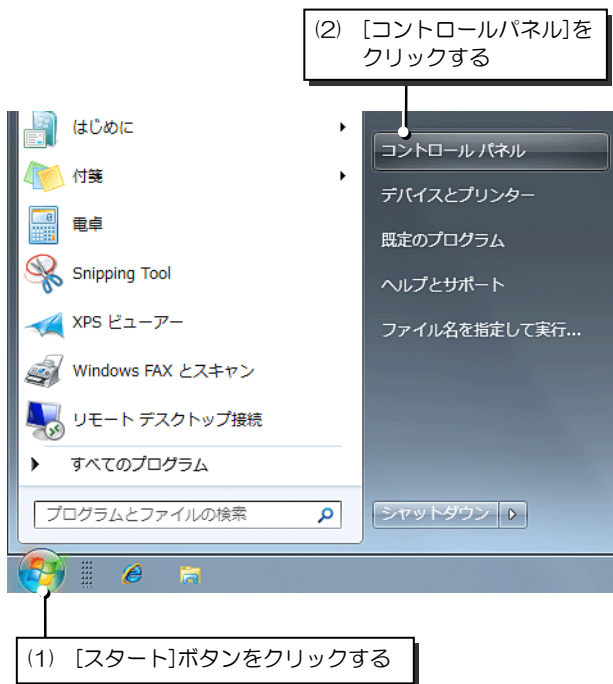 (2) [コントロールパネル]を
クリックする
はじめに
付箋
電卓
Snipping Tool
XPS ビューアー
Windows FAX とスキャン
リモート デスクトップ接続
すべてのプログラム
プログラムとファイルの検索
コントロール パネル
デバイスとプリンター
既定のプログラム
ヘルプとサポート
ファイル名を指定して実行...
シャットダウン
(1) [スタート]ボタンをクリックする